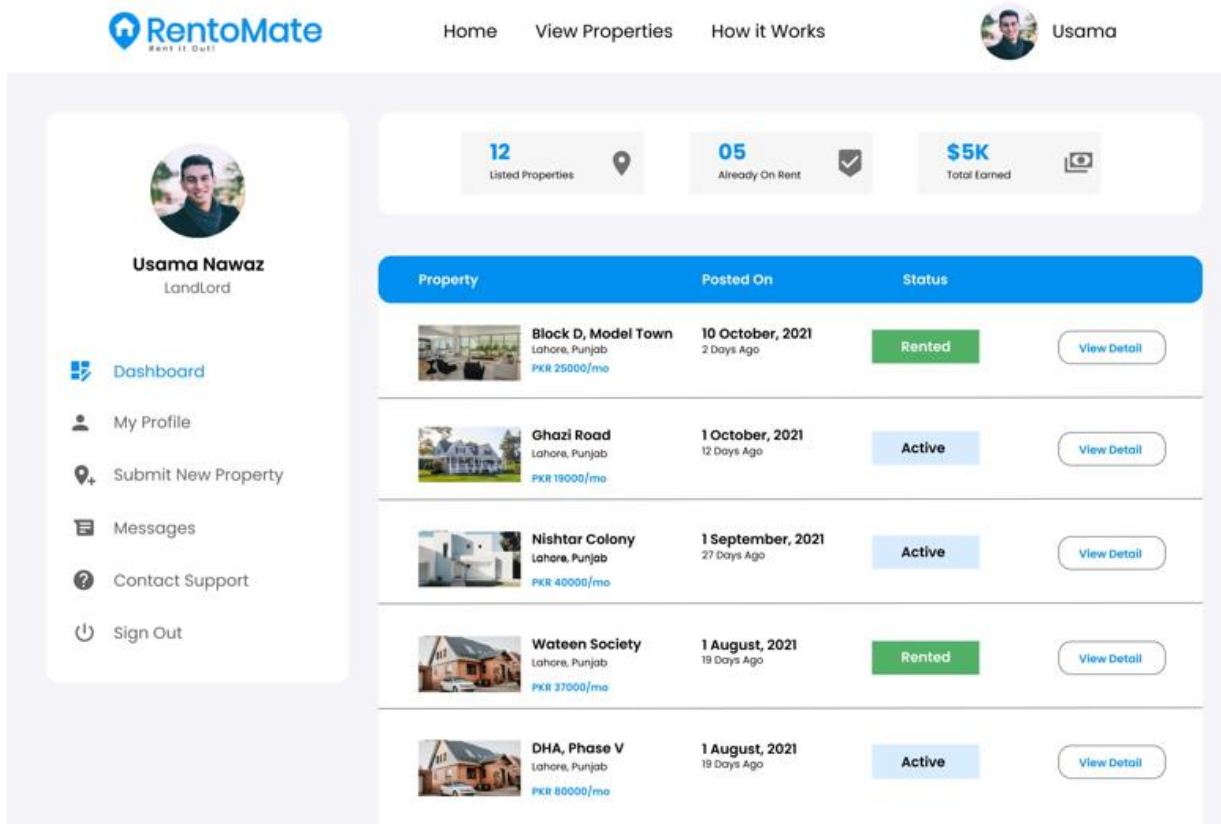 RentoMate
Rent it Out!
Home
View Properties
How it Works
Usama
Usama Nawaz
LandLord
Dashboard
My Profile
Submit New Property
Messages
Contact Support
Sign Out
12
Listed Properties
05
Already On Rent
$5K
Total Earned
Property
Posted On
Status
Block D, Model Town
Lahore, Punjab
PKR 25000/mo
10 October, 2021
2 Days Ago
Rented
View Detail
Ghazi Road
Lahore, Punjab
PKR 19000/mo
1 October, 2021
12 Days Ago
Active
View Detail
Nishtar Colony
Lahore, Punjab
PKR 40000/mo
1 September, 2021
27 Days Ago
Active
View Detail
Wateen Society
Lahore, Punjab
PKR 37000/mo
1 August, 2021
19 Days Ago
Rented
View Detail
DHA, Phase V
Lahore, Punjab
PKR 80000/mo
1 August, 2021
19 Days Ago
Active
View Detail